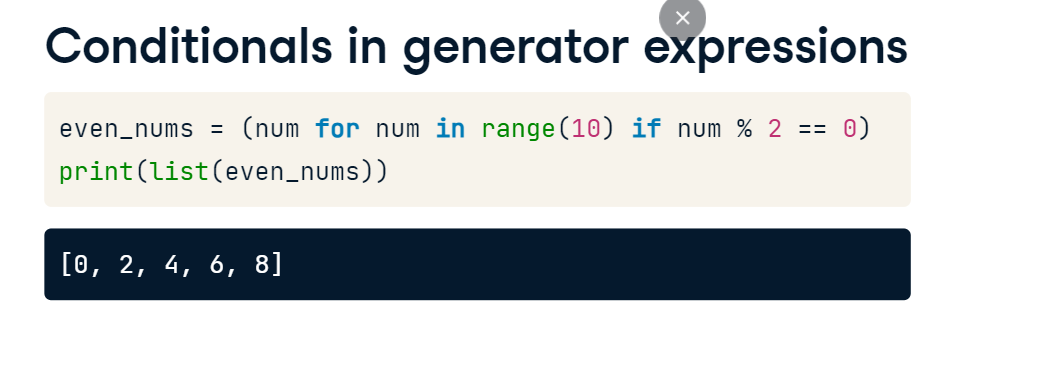 Conditionals in generator expressions
even_nums = (num for num in range(10) if num % 2 == 0)
print(list(even_nums))
[0, 2, 4, 6, 8]